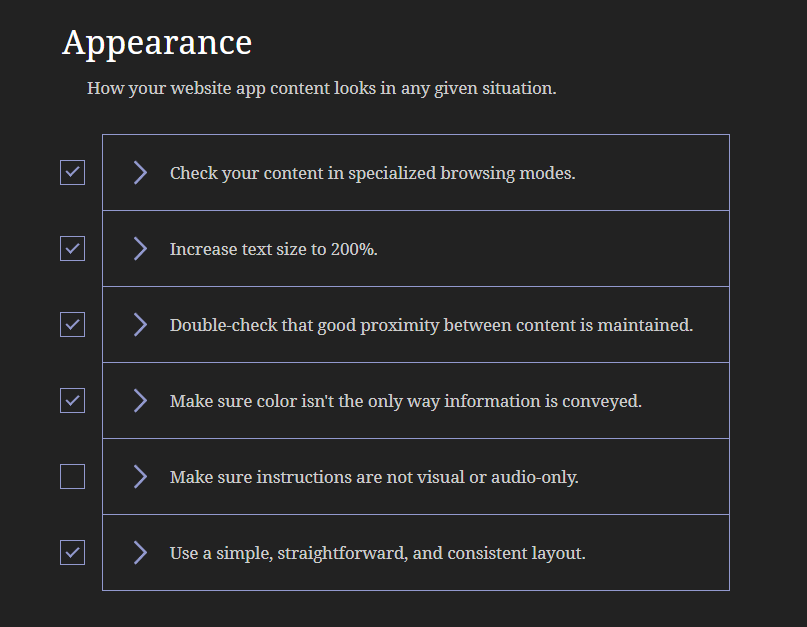 Appearance
How your website app content looks in any given situation.
Check your content in specialized browsing modes.
Increase text size to 200%.
Double-check that good proximity between content is maintained.
Make sure color isn't the only way information is conveyed.
Make sure instructions are not visual or audio-only.
Use a simple, straightforward, and consistent layout.